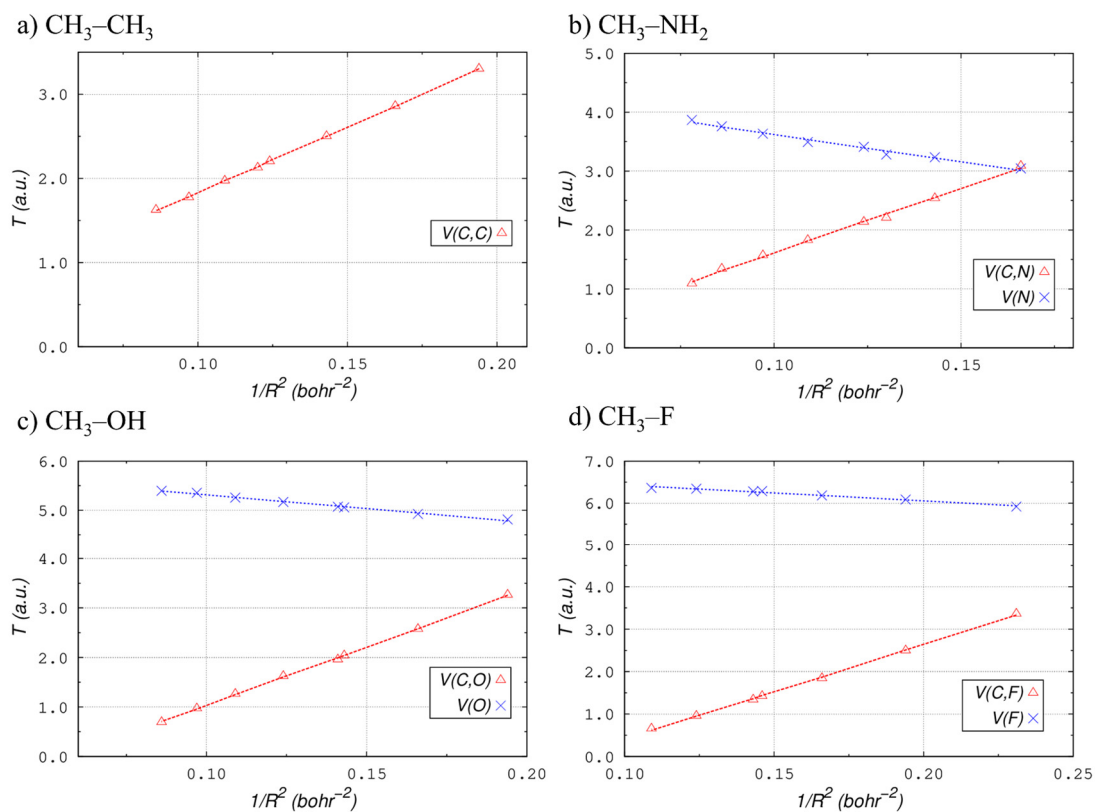 a) CH₃–CH₃
3.0
2.0
1.0
0.0
T (a.u.)
V(C,C)
0.10
0.15
0.20
1/R² (bohr⁻²)
b) CH₃–NH₂
5.0
4.0
3.0
2.0
1.0
0.0
T (a.u.)
V(C,N)
V(N)
0.10
0.15
1/R² (bohr⁻²)
c) CH₃–OH
6.0
5.0
4.0
3.0
2.0
1.0
0.0
T (a.u.)
V(C,O)
V(O)
0.10
0.15
0.20
1/R² (bohr⁻²)
d) CH₃–F
7.0
6.0
5.0
4.0
3.0
2.0
1.0
0.0
T (a.u.)
V(C,F)
V(F)
0.10
0.15
0.20
0.25
1/R² (bohr⁻²)